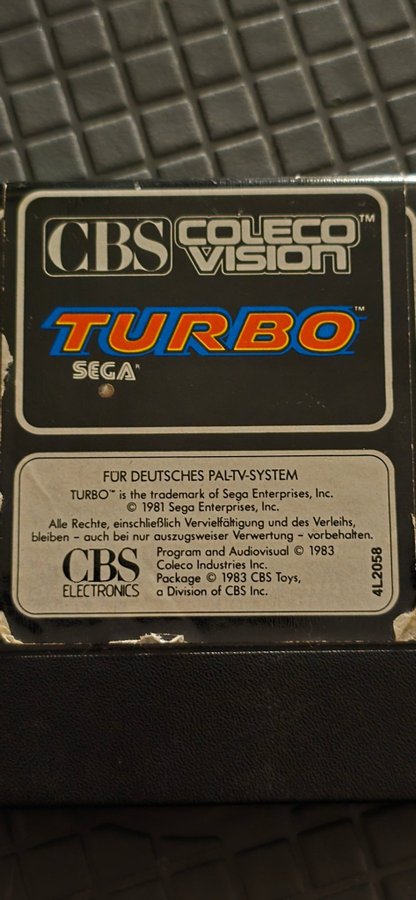 CBS COLECO VISION™
TURBO™
SEGA®
FÜR DEUTSCHES PAL-TV-SYSTEM
TURBO™ is the trademark of Sega Enterprises, Inc.
© 1981 Sega Enterprises, Inc.
Alle Rechte, einschließlich Vervielfältigung und des Verleihs,
bleiben – auch bei nur auszugsweiser Verwertung – vorbehalten.
CBS ELECTRONICS
Program and Audiovisual © 1983
Coleco Industries Inc.
Package © 1983 CBS Toys,
a Division of CBS Inc.
4L2058